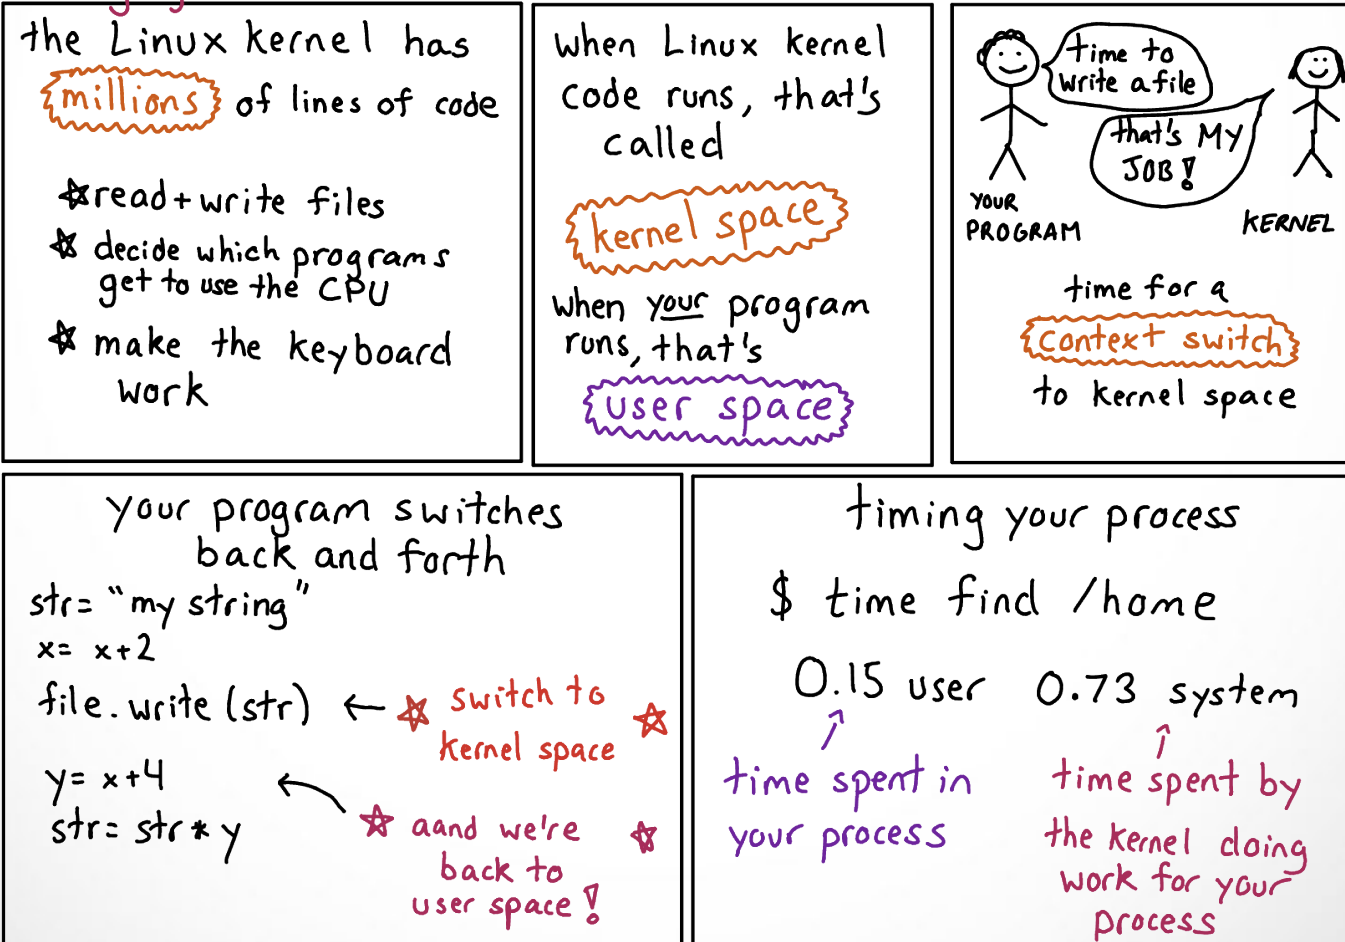 the Linux kernel has
millions of lines of code
☆ read + write files
☆ decide which programs
get to use the CPU
☆ make the keyboard
work
when Linux kernel
code runs, that's
called
kernel space
when your program
runs, that's
user space
time to
write a file
that's MY
JOB!
YOUR
PROGRAM
KERNEL
time for a
context switch
to kernel space
your program switches
back and forth
str= "my string"
x= x+2
file.write(str) ← ☆ switch to ☆
kernel space
y= x+4
str= str * y
☆ aand we're ☆
back to
user space!
timing your process
$ time find /home
0.15 user 0.73 system
time spent in
your process
time spent by
the kernel doing
work for your
process